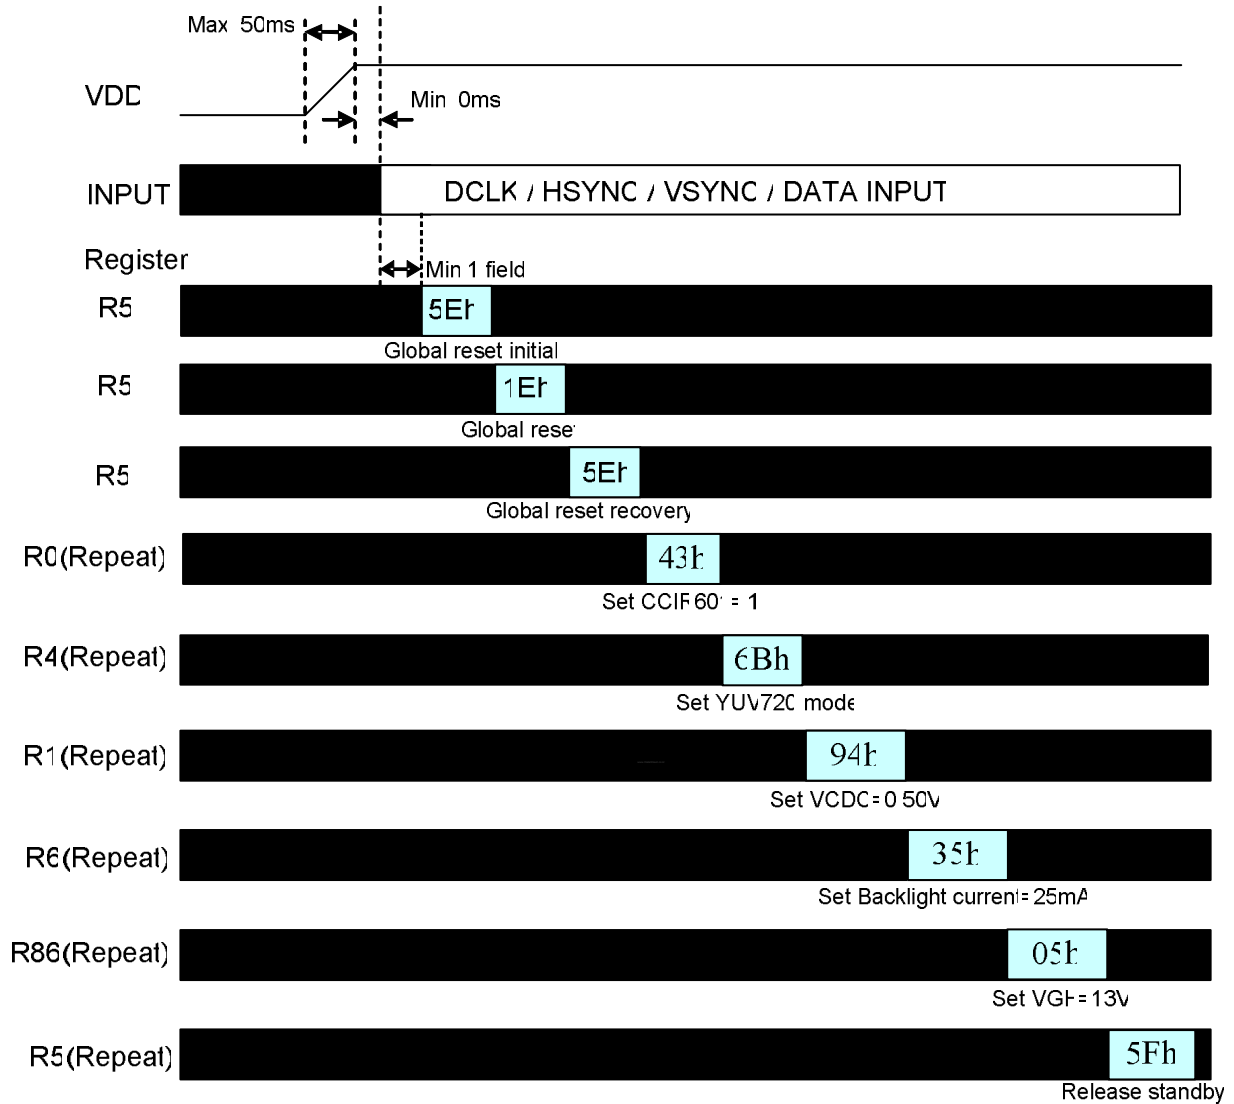 Max 50ms
VDD
Min 0ms
INPUT
DCLK / HSYNC / VSYNC / DATA INPUT
Register
Min 1 field
R5
5Eh
Global reset initial
R5
1Eh
Global reset
R5
5Eh
Global reset recovery
R0(Repeat)
43h
Set CCIR601 = 1
R4(Repeat)
6Bh
Set YUV720 mode
R1(Repeat)
94h
Set VCDC=0.50V
R6(Repeat)
35h
Set Backlight current=25mA
R86(Repeat)
05h
Set VGH=13V
R5(Repeat)
5Fh
Release standby